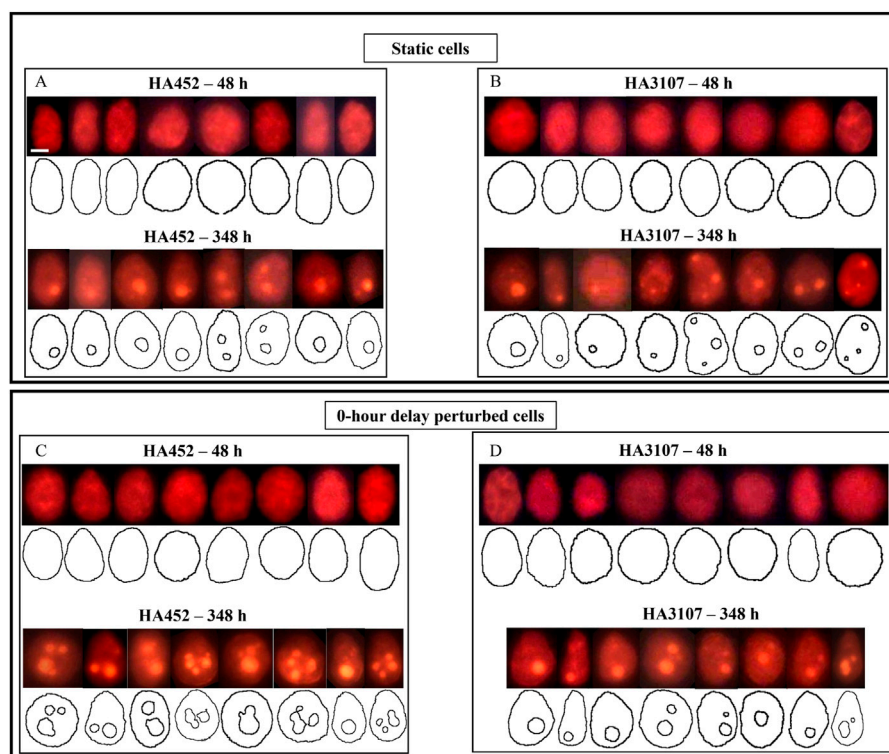 Static cells
A
HA452 – 48 h
HA452 – 348 h
B
HA3107 – 48 h
HA3107 – 348 h
0-hour delay perturbed cells
C
HA452 – 48 h
HA452 – 348 h
D
HA3107 – 48 h
HA3107 – 348 h